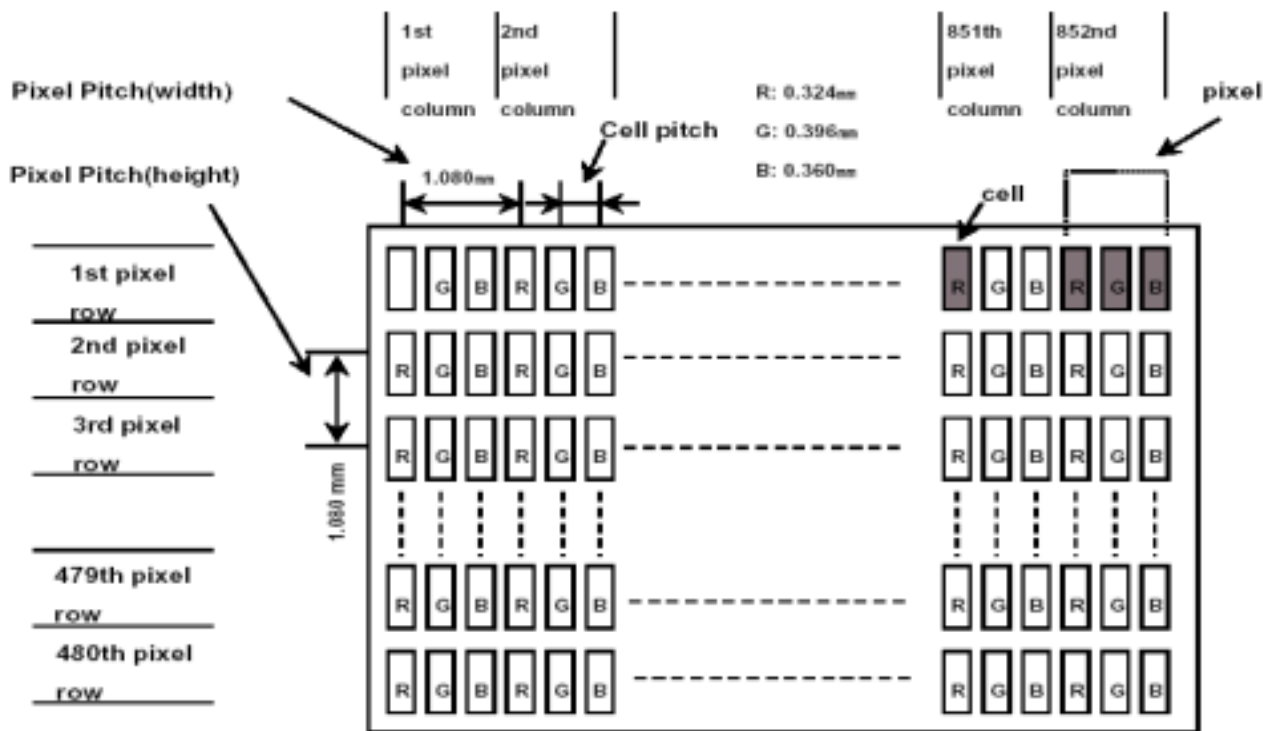 1st 2nd 851th 852nd
pixel pixel pixel pixel
column column column column
Pixel Pitch(width)
R: 0.324mm
pixel
Cell pitch
G: 0.396mm
Pixel Pitch(height)
1.080mm
B: 0.360mm
cell
1st pixel
row
G B R G B R G B R G B
2nd pixel
row
R G B R G B R G B R G B
3rd pixel
row
R G B R G B R G B R G B
1.080 mm
479th pixel
row
R G B R G B R G B R G B
480th pixel
row
R G B R G B R G B R G B